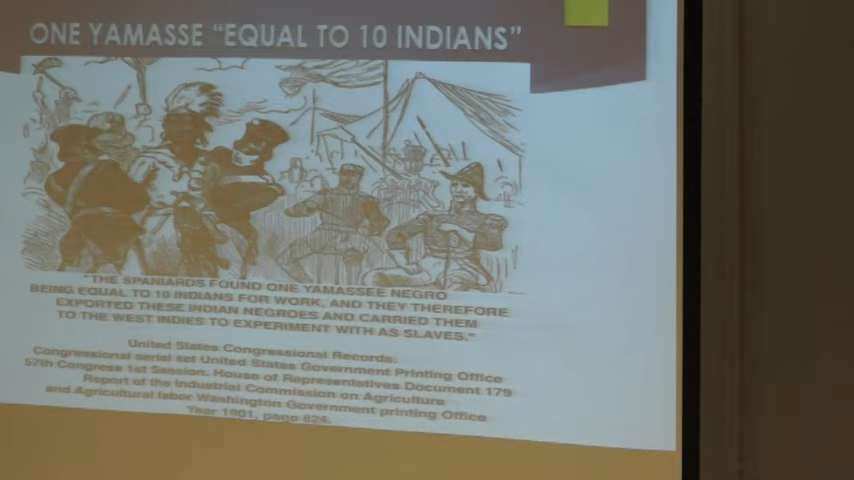 ONE YAMASSE “EQUAL TO 10 INDIANS”
“THE SPANIARDS FOUND ONE YAMASSEE NEGRO
BEING EQUAL TO 10 INDIANS FOR WORK, AND THEY THEREFORE
EXPORTED THESE INDIAN NEGROES AND CARRIED THEM
TO THE WEST INDIES TO EXPERIMENT WITH AS SLAVES.”
United States Congressional Records.
Congressional serial set United States Government Printing Office
57th Congress 1st Session. House of Representatives Document 179
Report of the Industrial Commission on Agriculture
and Agricultural labor Washington Government printing Office
Year 1901, page 824.